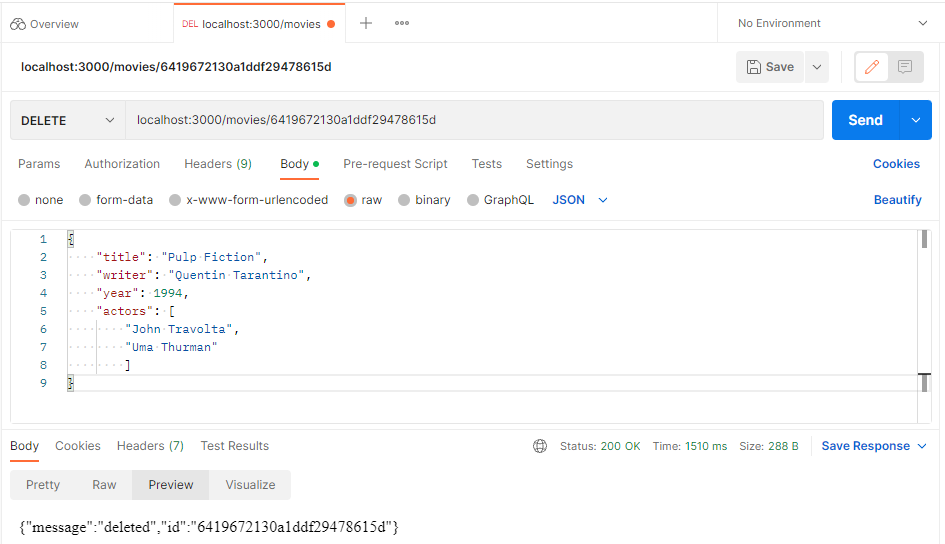 Overview
DEL localhost:3000/movies
No Environment
localhost:3000/movies/6419672130a1ddf29478615d
Save
DELETE
localhost:3000/movies/6419672130a1ddf29478615d
Send
Params Authorization Headers (9) Body Pre-request Script Tests Settings
Cookies
none form-data x-www-form-urlencoded raw binary GraphQL JSON
Beautify
1 {
2 "title": "Pulp Fiction",
3 "writer": "Quentin Tarantino",
4 "year": 1994,
5 "actors": [
6 "John Travolta",
7 "Uma Thurman"
8 ]
9 }
Body Cookies Headers (7) Test Results
Status: 200 OK Time: 1510 ms Size: 288 B
Save Response
Pretty Raw Preview Visualize
{"message":"deleted","id":"6419672130a1ddf29478615d"}